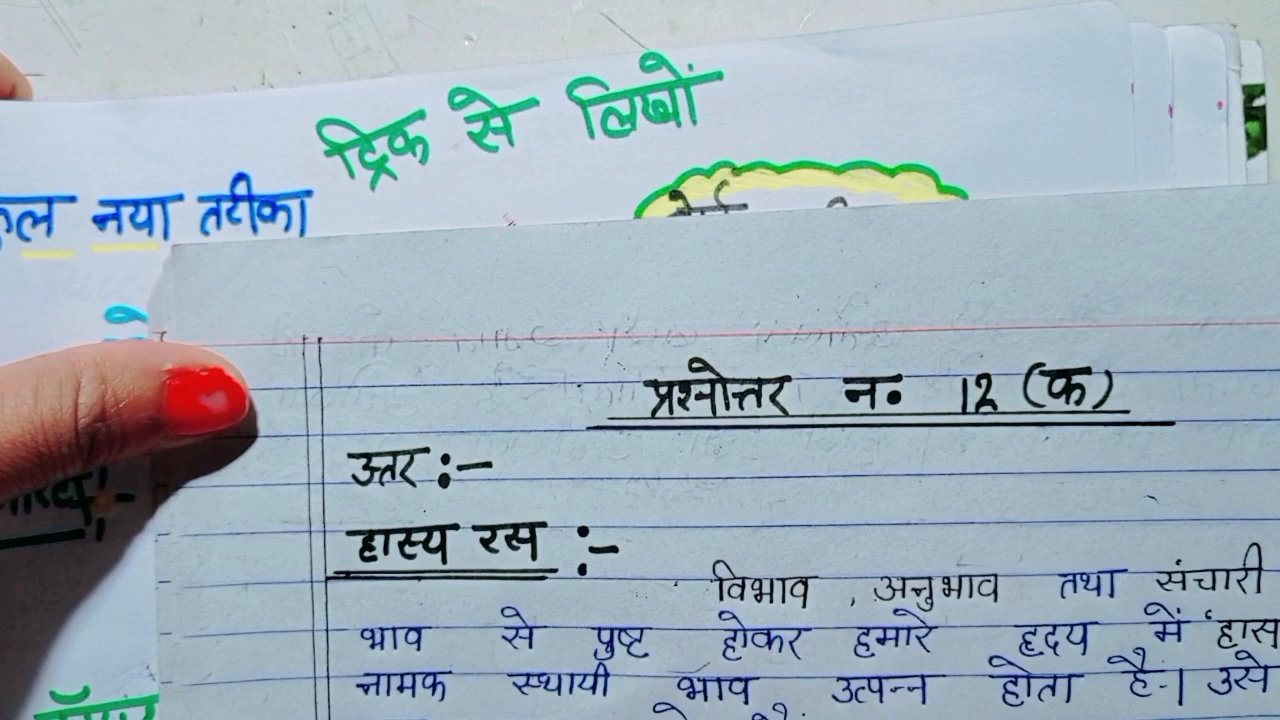 ट्रिक से लिखों
नया तरीका
प्रश्नोत्तर न॰ 12 (क)
उत्तर :-
हास्य रस :-
विभाव , अनुभाव तथा संचारी
भाव से पुष्ट होकर हमारे हृदय में 'हास
नामक स्थायी भाव उत्पन्न होता है।उसे